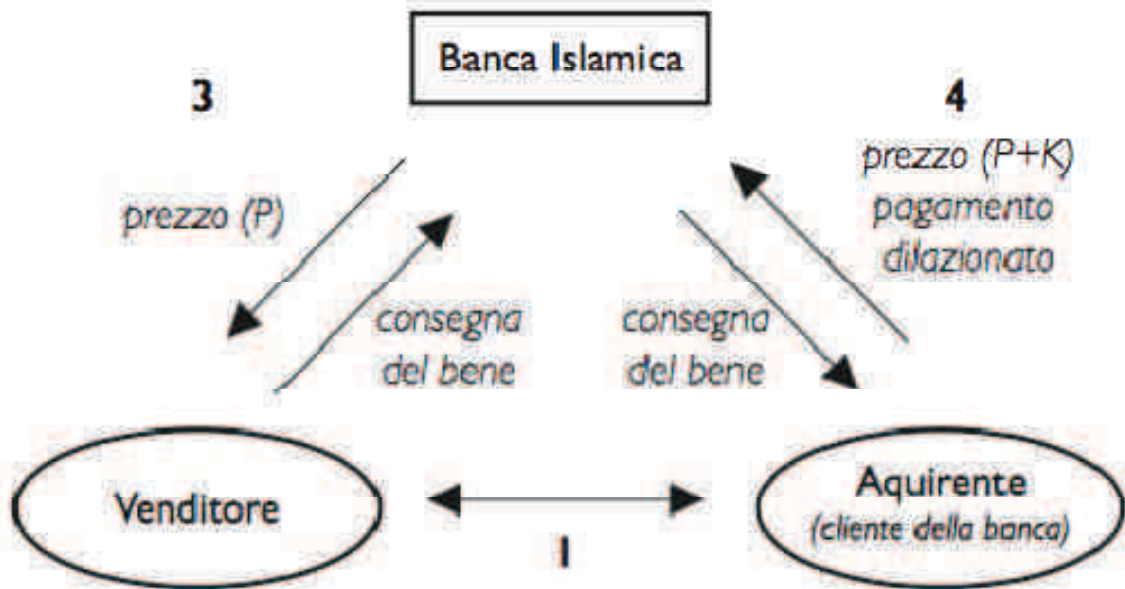 Banca Islamica
3
4
prezzo (P)
prezzo (P+K)
pagamento
dilazionato
consegna
del bene
consegna
del bene
Venditore
Aquirente
(cliente della banca)
1